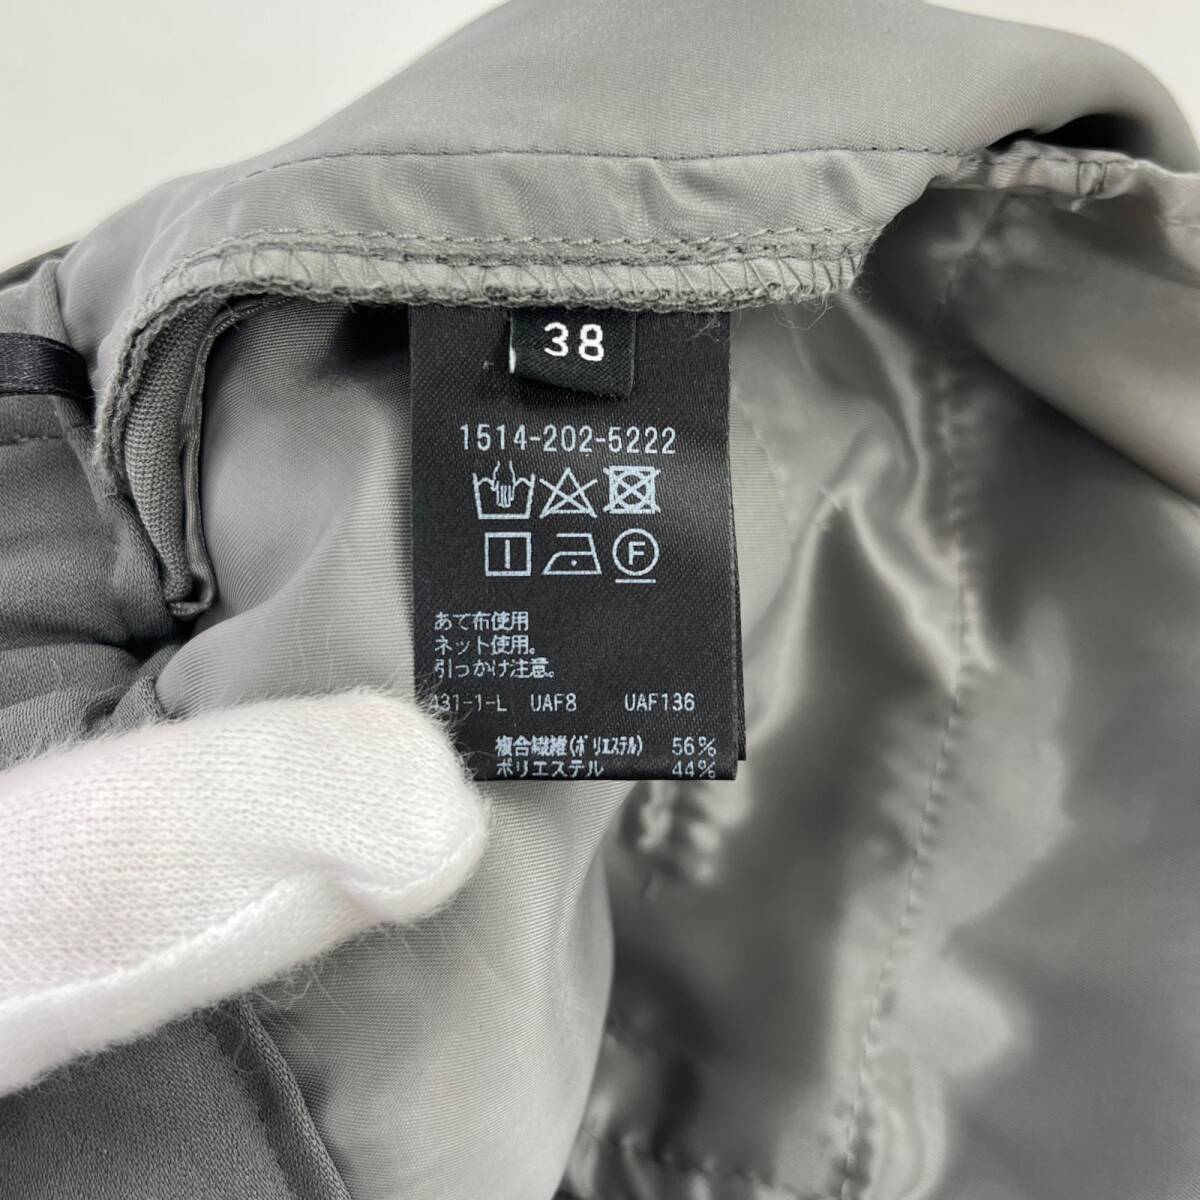 38
1514-202-5222
F
あて布使用
ネット使用。
引っかけ注意。
431-1-L UAF8 UAF136
複合繊維(ポリエステル) 56%
ポリエステル 44%